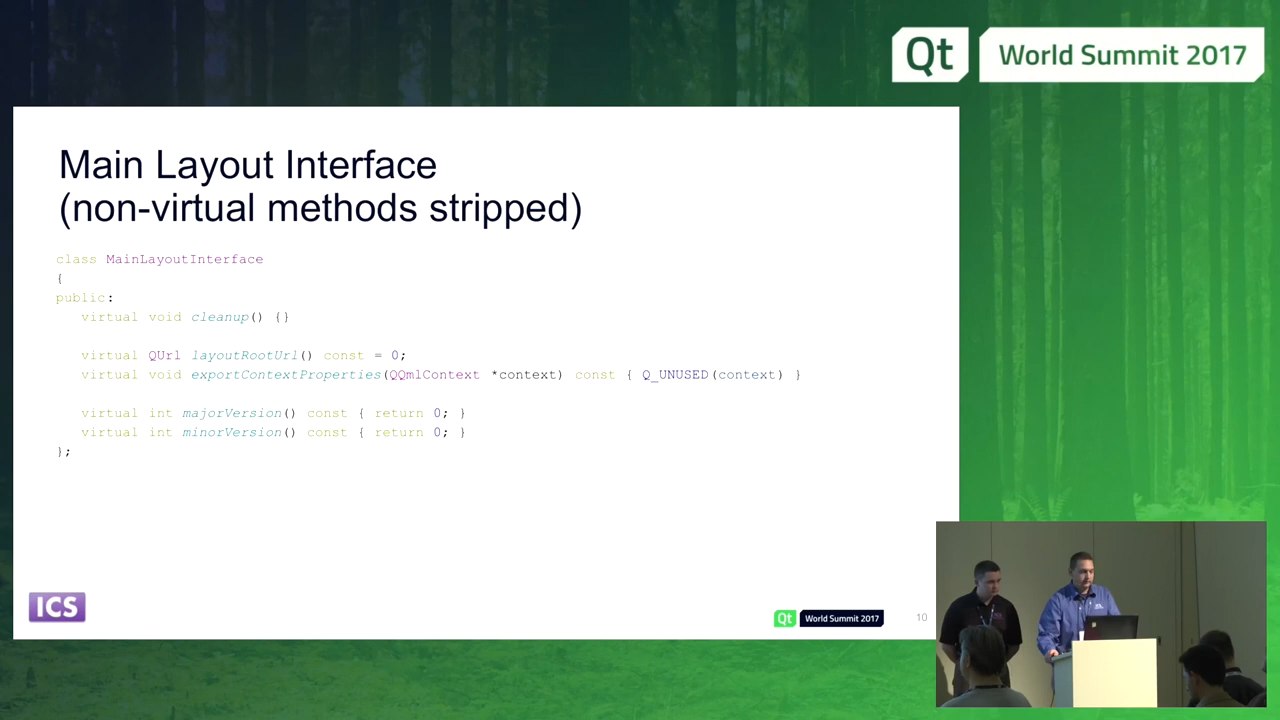 Qt World Summit 2017
Main Layout Interface
(non-virtual methods stripped)
class MainLayoutInterface
{
public:
virtual void cleanup() {}
virtual QUrl layoutRootUrl() const = 0;
virtual void exportContextProperties(QQmlContext *context) const { Q_UNUSED(context) }
virtual int majorVersion() const { return 0; }
virtual int minorVersion() const { return 0; }
};
ICS
Qt World Summit 2017
10